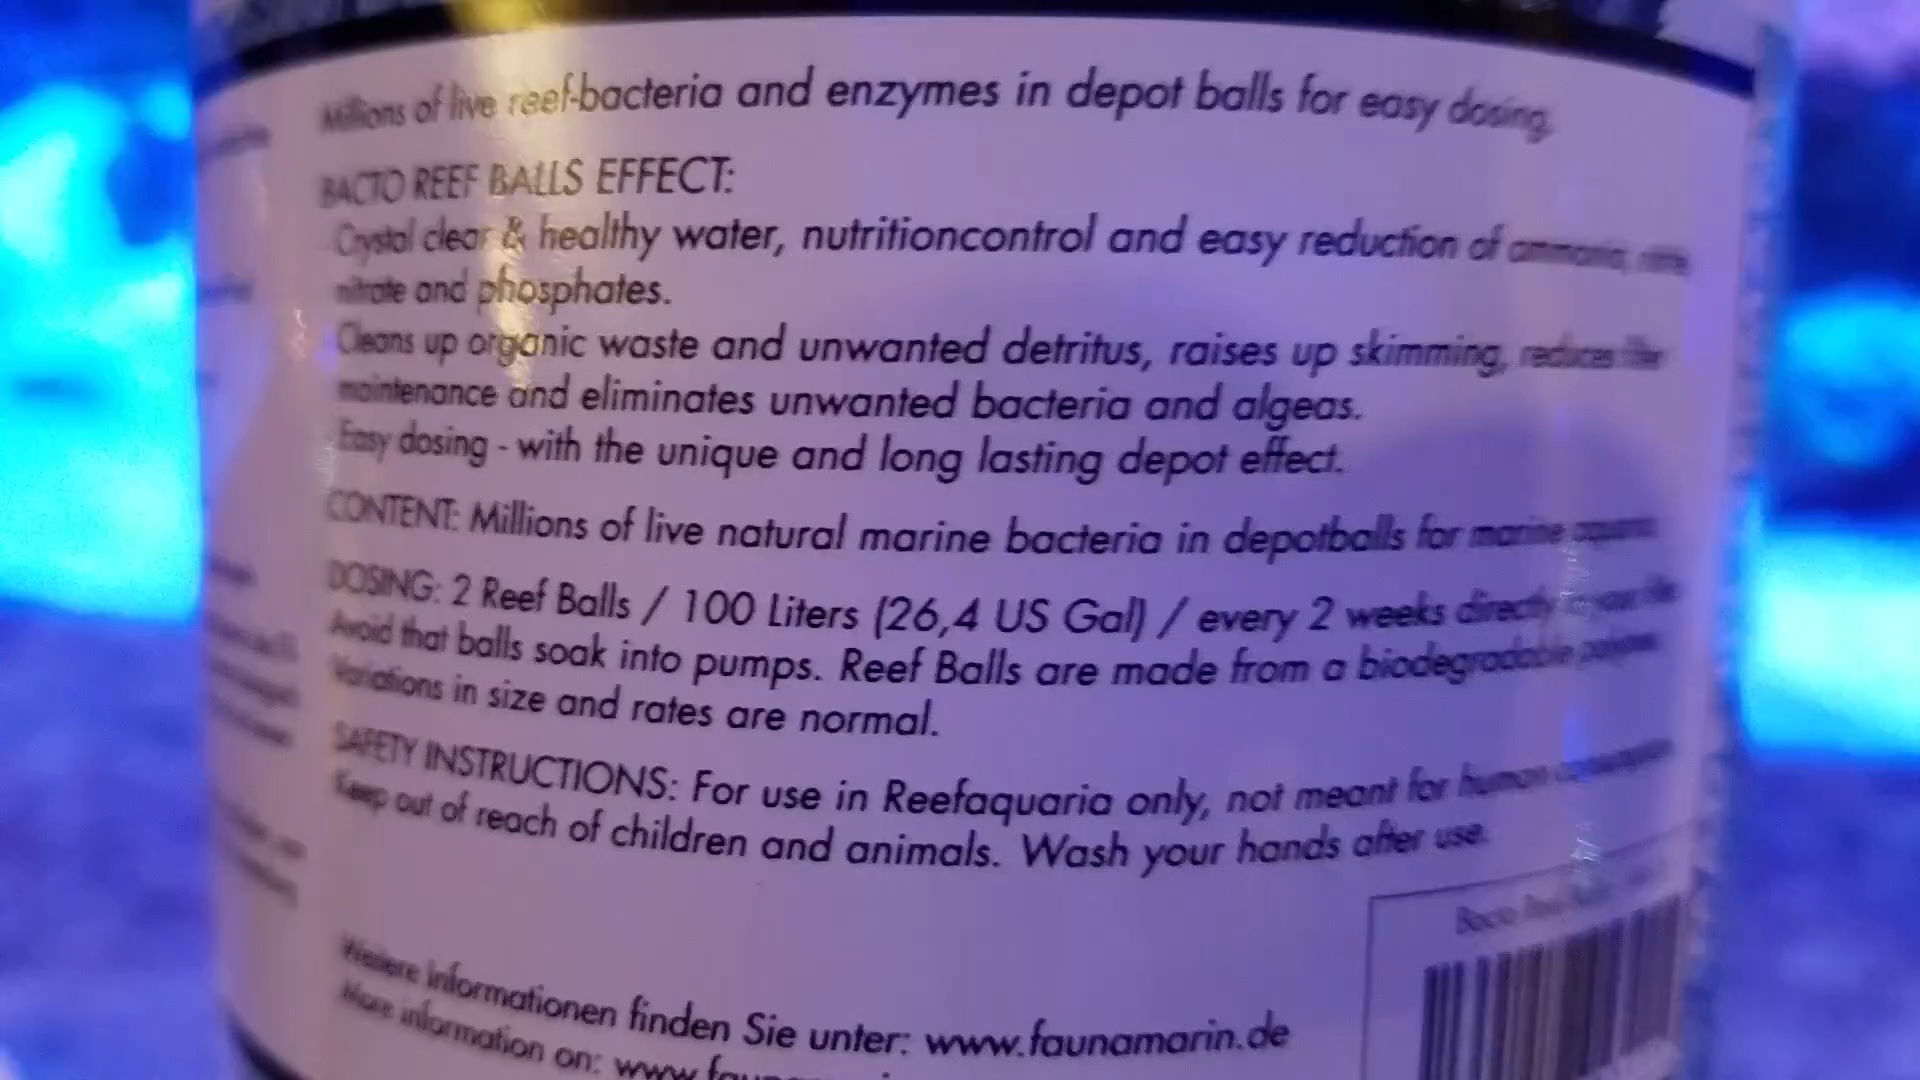 Millions of live reef-bacteria and enzymes in depot balls for easy dosing.
BACTO REEF BALLS EFFECT:
Crystal clear & healthy water, nutritioncontrol and easy reduction of ammonia,
nitrate and phosphates.
Cleans up organic waste and unwanted detritus, raises up skimming, reduces
maintenance and eliminates unwanted bacteria and algeas.
Easy dosing - with the unique and long lasting depot effect.
CONTENT: Millions of live natural marine bacteria in depotballs for marine
DOSING: 2 Reef Balls / 100 Liters (26,4 US Gal) / every 2 weeks directly
Avoid that balls soak into pumps. Reef Balls are made from a biodegradable
Variations in size and rates are normal.
SAFETY INSTRUCTIONS: For use in Reefaquaria only, not meant for human
Keep out of reach of children and animals. Wash your hands after use.
Weitere Informationen finden Sie unter: www.faunamarin.de
More information on: